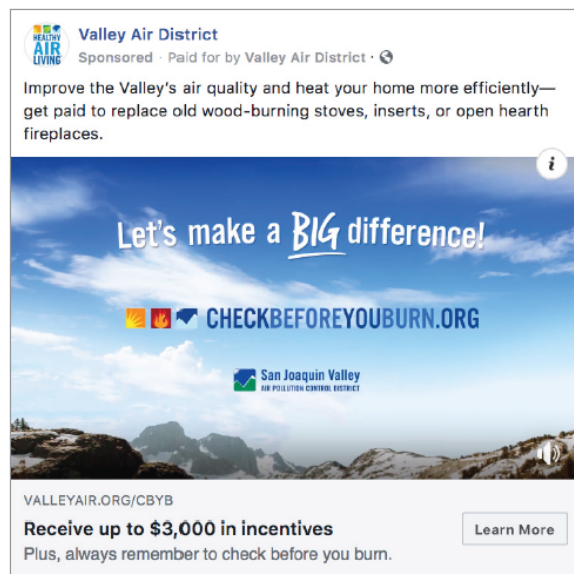 HEALTHY
AIR
LIVING
Valley Air District
Sponsored · Paid for by Valley Air District ·
Improve the Valley's air quality and heat your home more efficiently—
get paid to replace old wood-burning stoves, inserts, or open hearth
fireplaces.
i
Let's make a BIG difference!
CHECKBEFOREYOUBURN.ORG
San Joaquin Valley
AIR POLLUTION CONTROL DISTRICT
VALLEYAIR.ORG/CBYB
Receive up to $3,000 in incentives
Learn More
Plus, always remember to check before you burn.